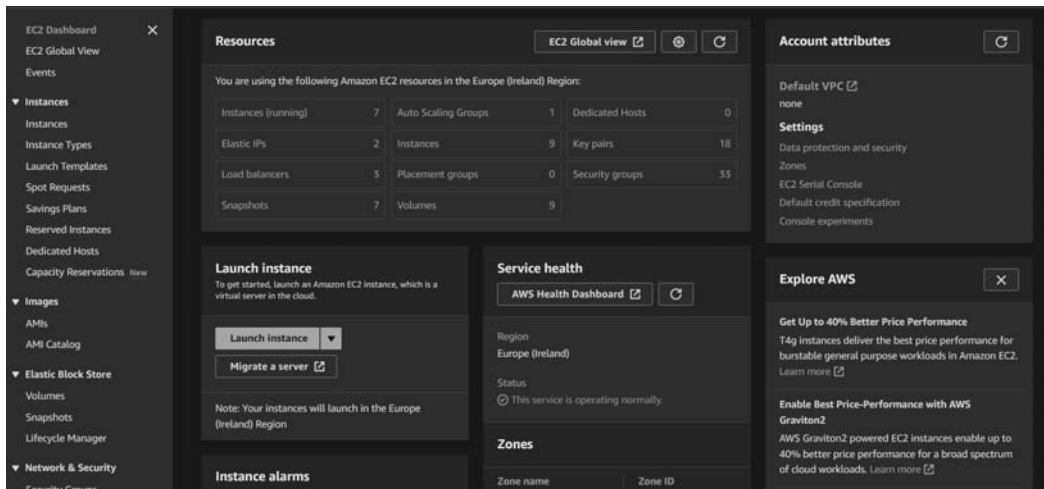 EC2 Dashboard
EC2 Global View
Events
Instances
Instances
Instance Types
Launch Templates
Spot Requests
Savings Plans
Reserved Instances
Dedicated Hosts
Capacity Reservations New
Images
AMIs
AMI Catalog
Elastic Block Store
Volumes
Snapshots
Lifecycle Manager
Network & Security
Security Groups
Resources
EC2 Global view
You are using the following Amazon EC2 resources in the Europe (Ireland) Region:
Instances (running) 7 Auto Scaling Groups 1 Dedicated Hosts 0
Elastic IPs 2 Instances 9 Key pairs 18
Load balancers 3 Placement groups 0 Security groups 33
Snapshots 7 Volumes 9
Launch instance
To get started, launch an Amazon EC2 instance, which is a
virtual server in the cloud.
Launch instance
Migrate a server
Note: Your instances will launch in the Europe
(Ireland) Region
Instance alarms
Service health
AWS Health Dashboard
Region
Europe (Ireland)
Status
This service is operating normally.
Zones
Zone name Zone ID
Account attributes
Default VPC
none
Settings
Data protection and security
Zones
EC2 Serial Console
Default credit specification
Console experiments
Explore AWS
Get Up to 40% Better Price Performance
T4g instances deliver the best price performance for
burstable general purpose workloads in Amazon EC2.
Learn more
Enable Best Price-Performance with AWS
Graviton2
AWS Graviton2 powered EC2 instances enable up to
40% better price performance for a broad spectrum
of cloud workloads. Learn more